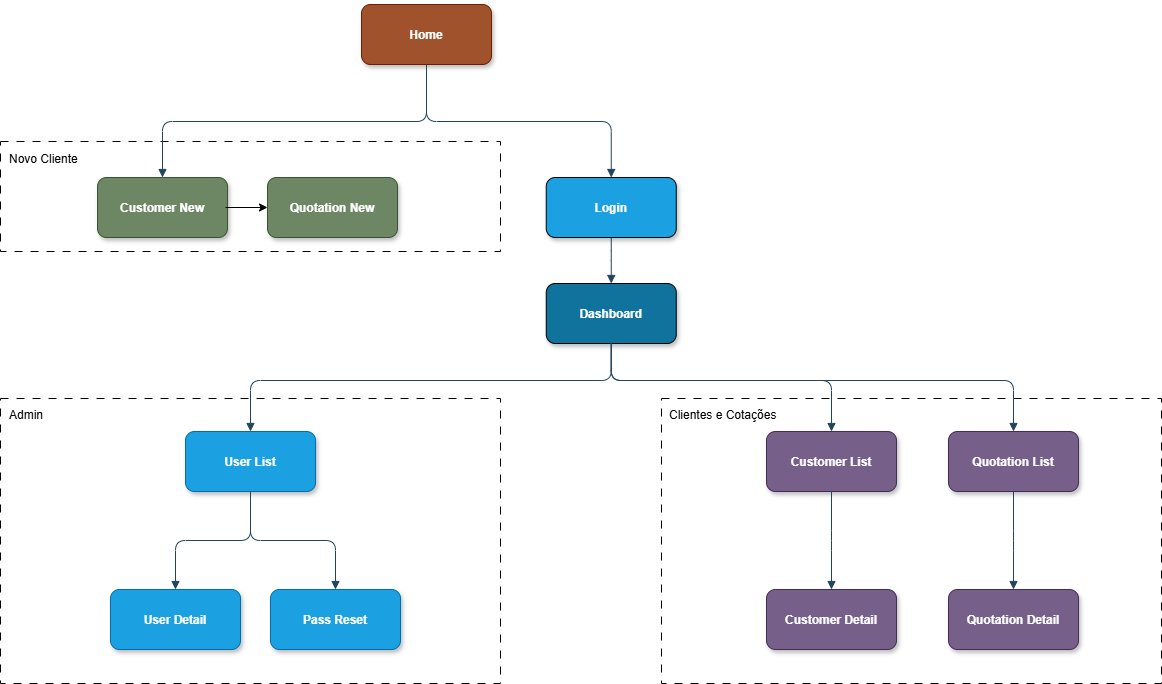 Home
Novo Cliente
Customer New
Quotation New
Login
Dashboard
Admin
Clientes e Cotações
User List
Customer List
Quotation List
User Detail
Pass Reset
Customer Detail
Quotation Detail